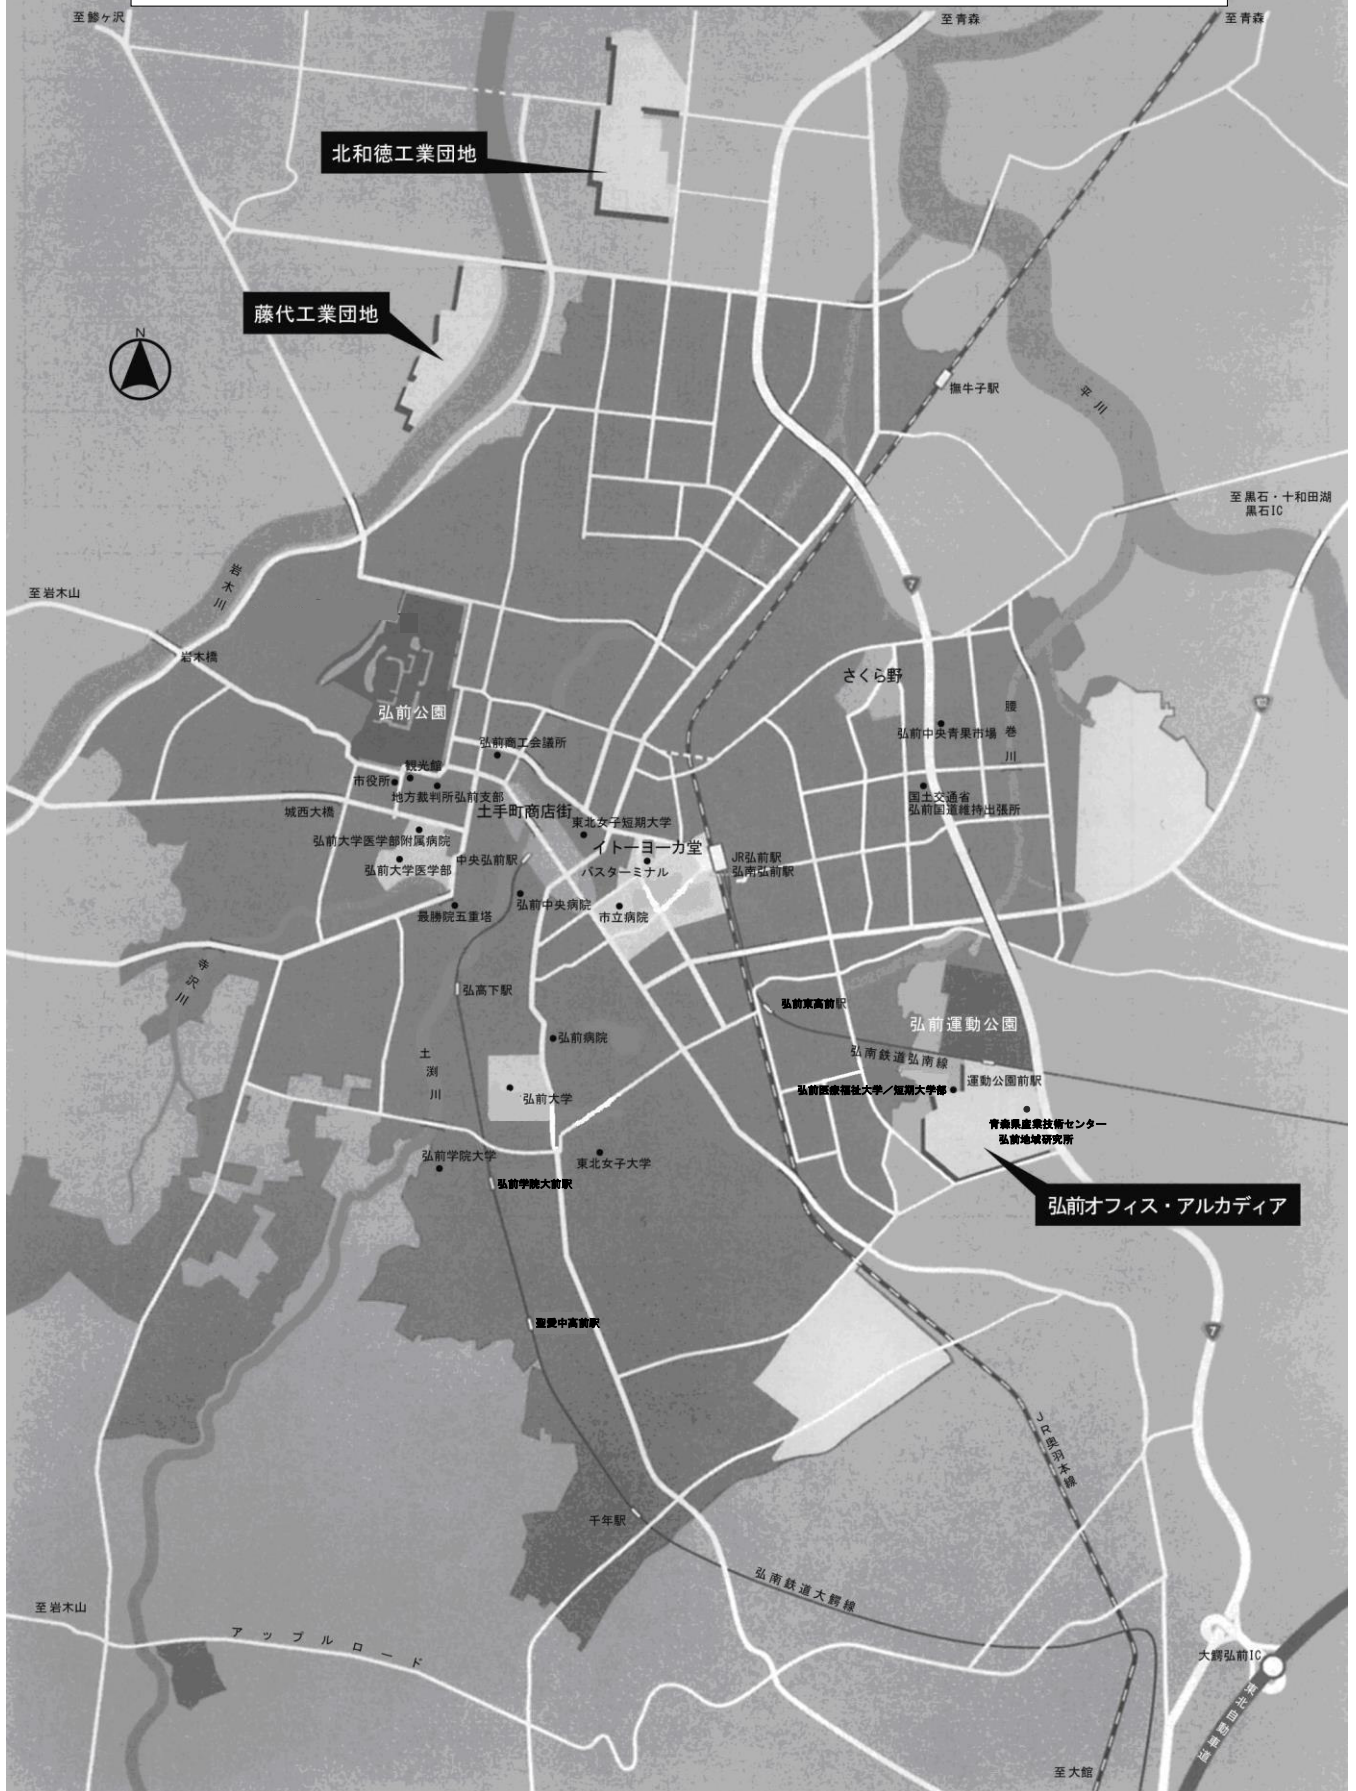 至鰺ヶ沢
至青森
至青森
北和徳工業団地
藤代工業団地
N
撫牛子駅
平川
至黒石・十和田湖
黒石IC
7
岩木川
至岩木山
岩木橋
さくら野
弘前公園
腰巻川
弘前中央青果市場
弘前商工会議所
観光館
市役所
地方裁判所弘前支部
国土交通省
弘前国道維持出張所
城西大橋
土手町商店街
東北女子短期大学
弘前大学医学部附属病院
イトーヨーカ堂
中央弘前駅
JR弘前駅
弘南弘前駅
弘前大学医学部
バスターミナル
弘前中央病院
最勝院五重塔
市立病院
寺沢川
弘高下駅
弘前東高前駅
弘前運動公園
弘前病院
土渕川
弘南鉄道弘南線
運動公園前駅
弘前医療福祉大学/短期大学部
弘前大学
青森県産業技術センター
弘前地域研究所
弘前学院大学
東北女子大学
弘前学院大前駅
弘前オフィス・アルカディア
聖愛中高前駅
7
JR奥羽本線
千年駅
弘南鉄道大鰐線
至岩木山
アップルロード
大鰐弘前IC
東北自動車道
至大館